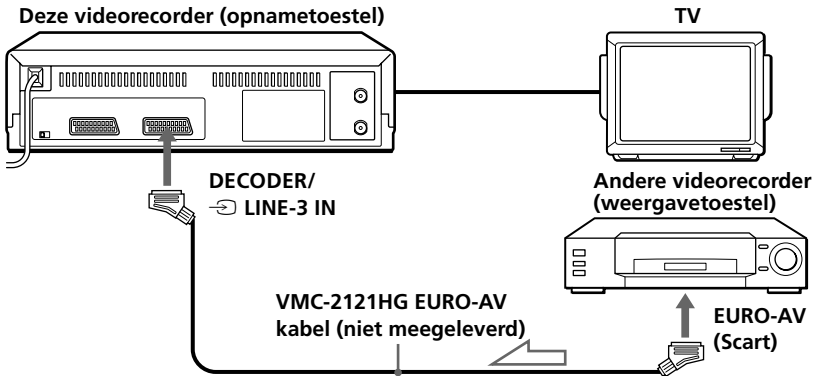 Deze videorecorder (opnametoestel)
TV
DECODER/
LINE-3 IN
Andere videorecorder
(weergavetoestel)
VMC-2121HG EURO-AV
kabel (niet meegeleverd)
EURO-AV
(Scart)